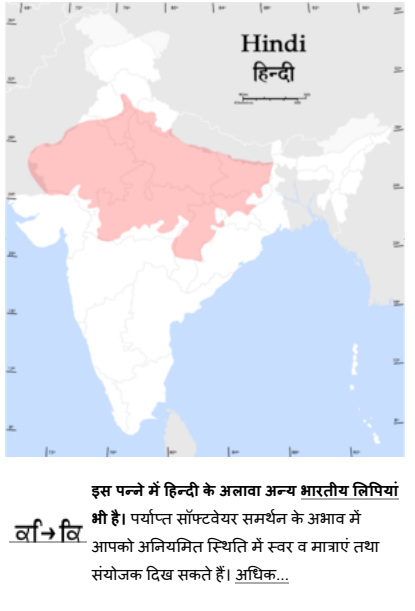 Hindi
हिन्दी
इस पन्ने में हिन्दी के अलावा अन्य भारतीय लिपियां
भी है। पर्याप्त सॉफ्टवेयर समर्थन के अभाव में
आपको अनियमित स्थिति में स्वर व मात्राएं तथा
संयोजक दिख सकते हैं। अधिक...